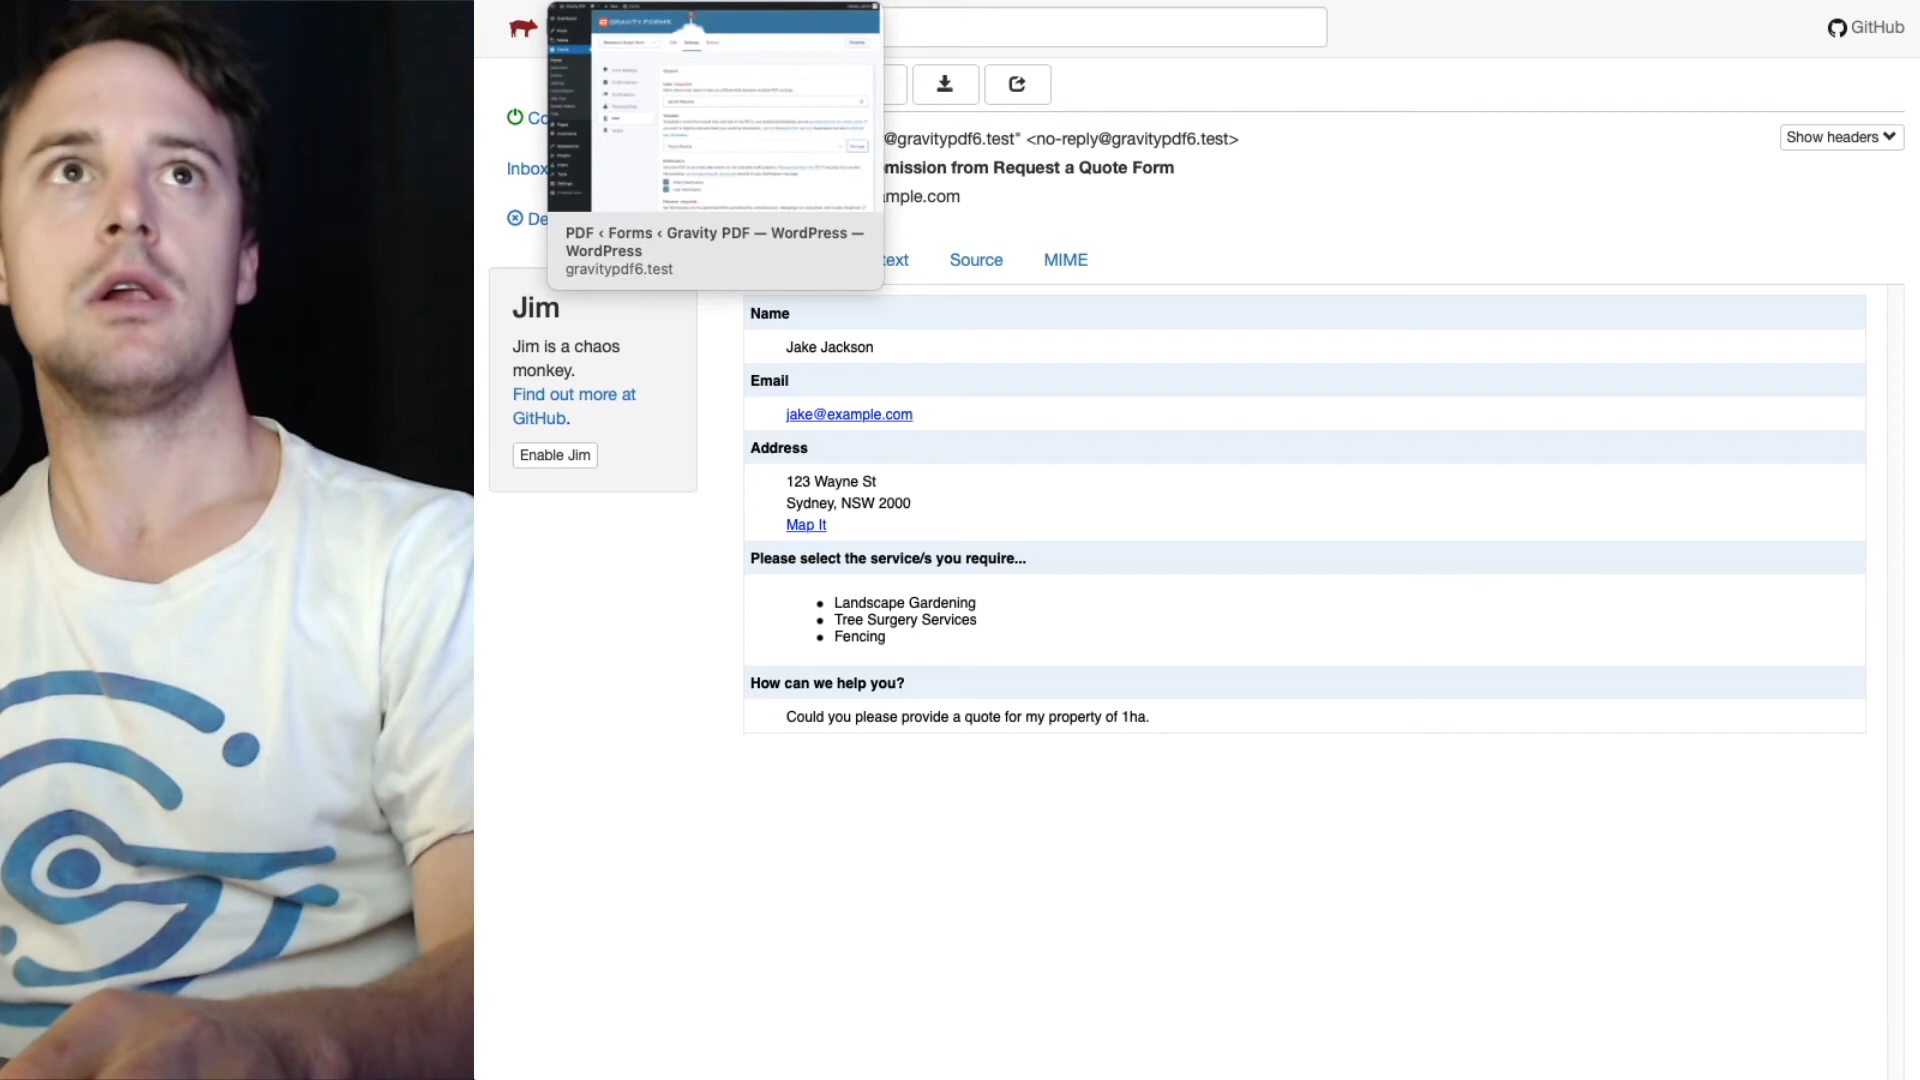 GRAVITY FORMS
GitHub
Co
@gravitypdf6.test" <no-reply@gravitypdf6.test>
Show headers
Inbox
mission from Request a Quote Form
mple.com
De
PDF ‹ Forms ‹ Gravity PDF — WordPress —
WordPress
gravitypdf6.test
text
Source
MIME
Jim
Jim is a chaos
monkey.
Find out more at
GitHub.
Enable Jim
Name
Jake Jackson
Email
jake@example.com
Address
123 Wayne St
Sydney, NSW 2000
Map It
Please select the service/s you require...
Landscape Gardening
Tree Surgery Services
Fencing
How can we help you?
Could you please provide a quote for my property of 1ha.